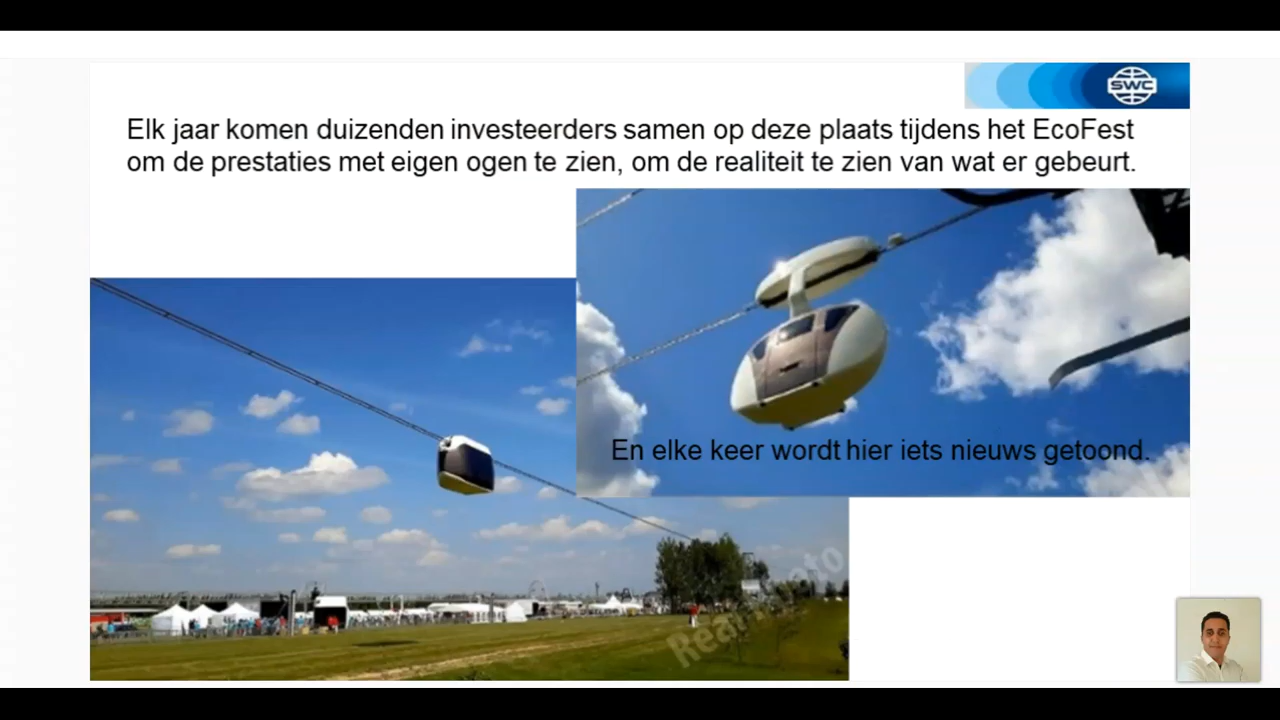 SWC
Elk jaar komen duizenden investeerders samen op deze plaats tijdens het EcoFest
om de prestaties met eigen ogen te zien, om de realiteit te zien van wat er gebeurt.
En elke keer wordt hier iets nieuws getoond.